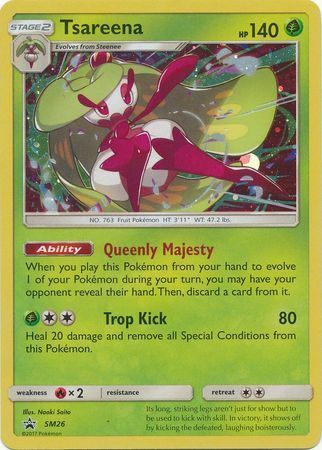 STAGE2 Tsareena HP 140
Evolves from Steenee
NO. 763 Fruit Pokémon HT: 3'11" WT: 47.2 lbs.
Ability Queenly Majesty
When you play this Pokémon from your hand to evolve
1 of your Pokémon during your turn, you may have your
opponent reveal their hand. Then, discard a card from it.
Trop Kick 80
Heal 20 damage and remove all Special Conditions from
this Pokémon.
weakness ×2 resistance retreat
Illus. Naoki Saito
Its long, striking legs aren't just for show but to
be used to kick with skill. In victory, it shows off
by kicking the defeated, laughing boisterously.
PROMO SM26
©2017 Pokémon